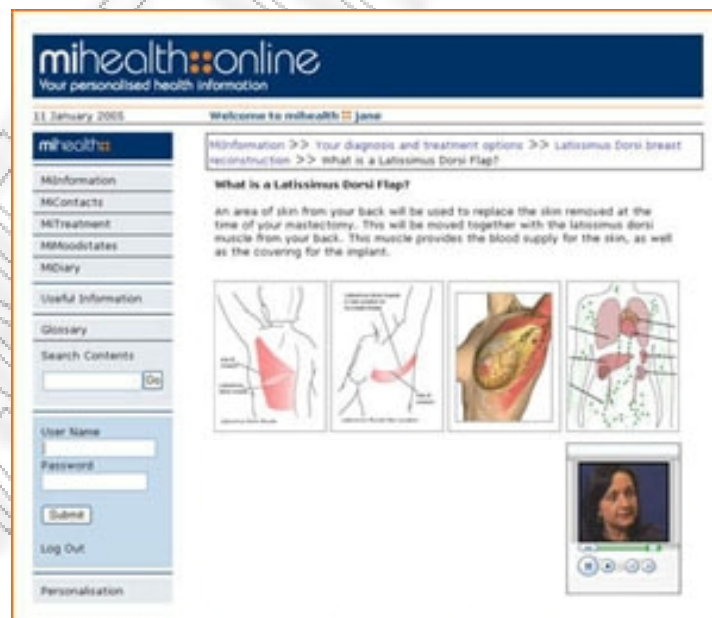 mihealth::online
Your personalised health information
11 January 2005
Welcome to mihealth :: jane
mihealth::
MiInformation >> Your diagnosis and treatment options >> Latissimus Dorsi breast
reconstruction >> What is a Latissimus Dorsi Flap?
MiInformation
MiContacts
MiTreatment
MiMoodstates
MiDiary
Useful Information
Glossary
Search Contents
Go
User Name
Password
Submit
Log Out
Personalisation
What is a Latissimus Dorsi Flap?
An area of skin from your back will be used to replace the skin removed at the
time of your mastectomy. This will be moved together with the latissimus dorsi
muscle from your back. This muscle provides the blood supply for the skin, as well
as the covering for the implant.